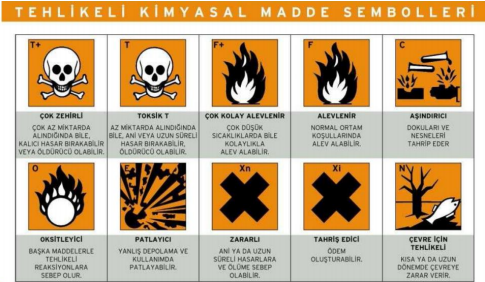 TEHLİKELİ KİMYASAL MADDE SEMBOLLERİ
T+
T
F+
F
C
ÇOK ZEHİRLİ
ÇOK AZ MİKTARDA
ALINDIĞINDA BİLE,
KALICI HASAR BIRAKABİLİR
VEYA ÖLDÜRÜCÜ OLABİLİR.
TOKSİK T
AZ MİKTARDA ALINDIĞINDA
BİLE, ANİ VEYA UZUN SÜRELİ
HASAR BIRAKABİLİR,
ÖLDÜRÜCÜ OLABİLİR.
ÇOK KOLAY ALEVLENİR
ÇOK DÜŞÜK
SICAKLIKLARDA BİLE
KOLAYLIKLA
ALEV ALABİLİR.
ALEVLENİR
NORMAL ORTAM
KOŞULLARINDA
ALEV ALABİLİR.
AŞINDIRICI
DOKULARI VE
NESNELERİ
TAHRİP EDER
O
E
Xn
Xi
N
OKSİTLEYİCİ
BAŞKA MADDELERLE
TEHLİKELİ
REAKSİYONLARA
SEBEP OLUR.
PATLAYICI
YANLIŞ DEPOLAMA VE
KULLANIMDA
PATLAYABİLİR.
ZARARLI
ANİ YA DA UZUN
SÜRELİ HASARLARA
VE ÖLÜME SEBEP
OLABİLİR.
TAHRİŞ EDİCİ
ÖDEM
OLUŞTURABİLİR.
ÇEVRE İÇİN
TEHLİKELİ
KISA YA DA UZUN
DÖNEMDE ÇEVREYE
ZARAR VERİR.